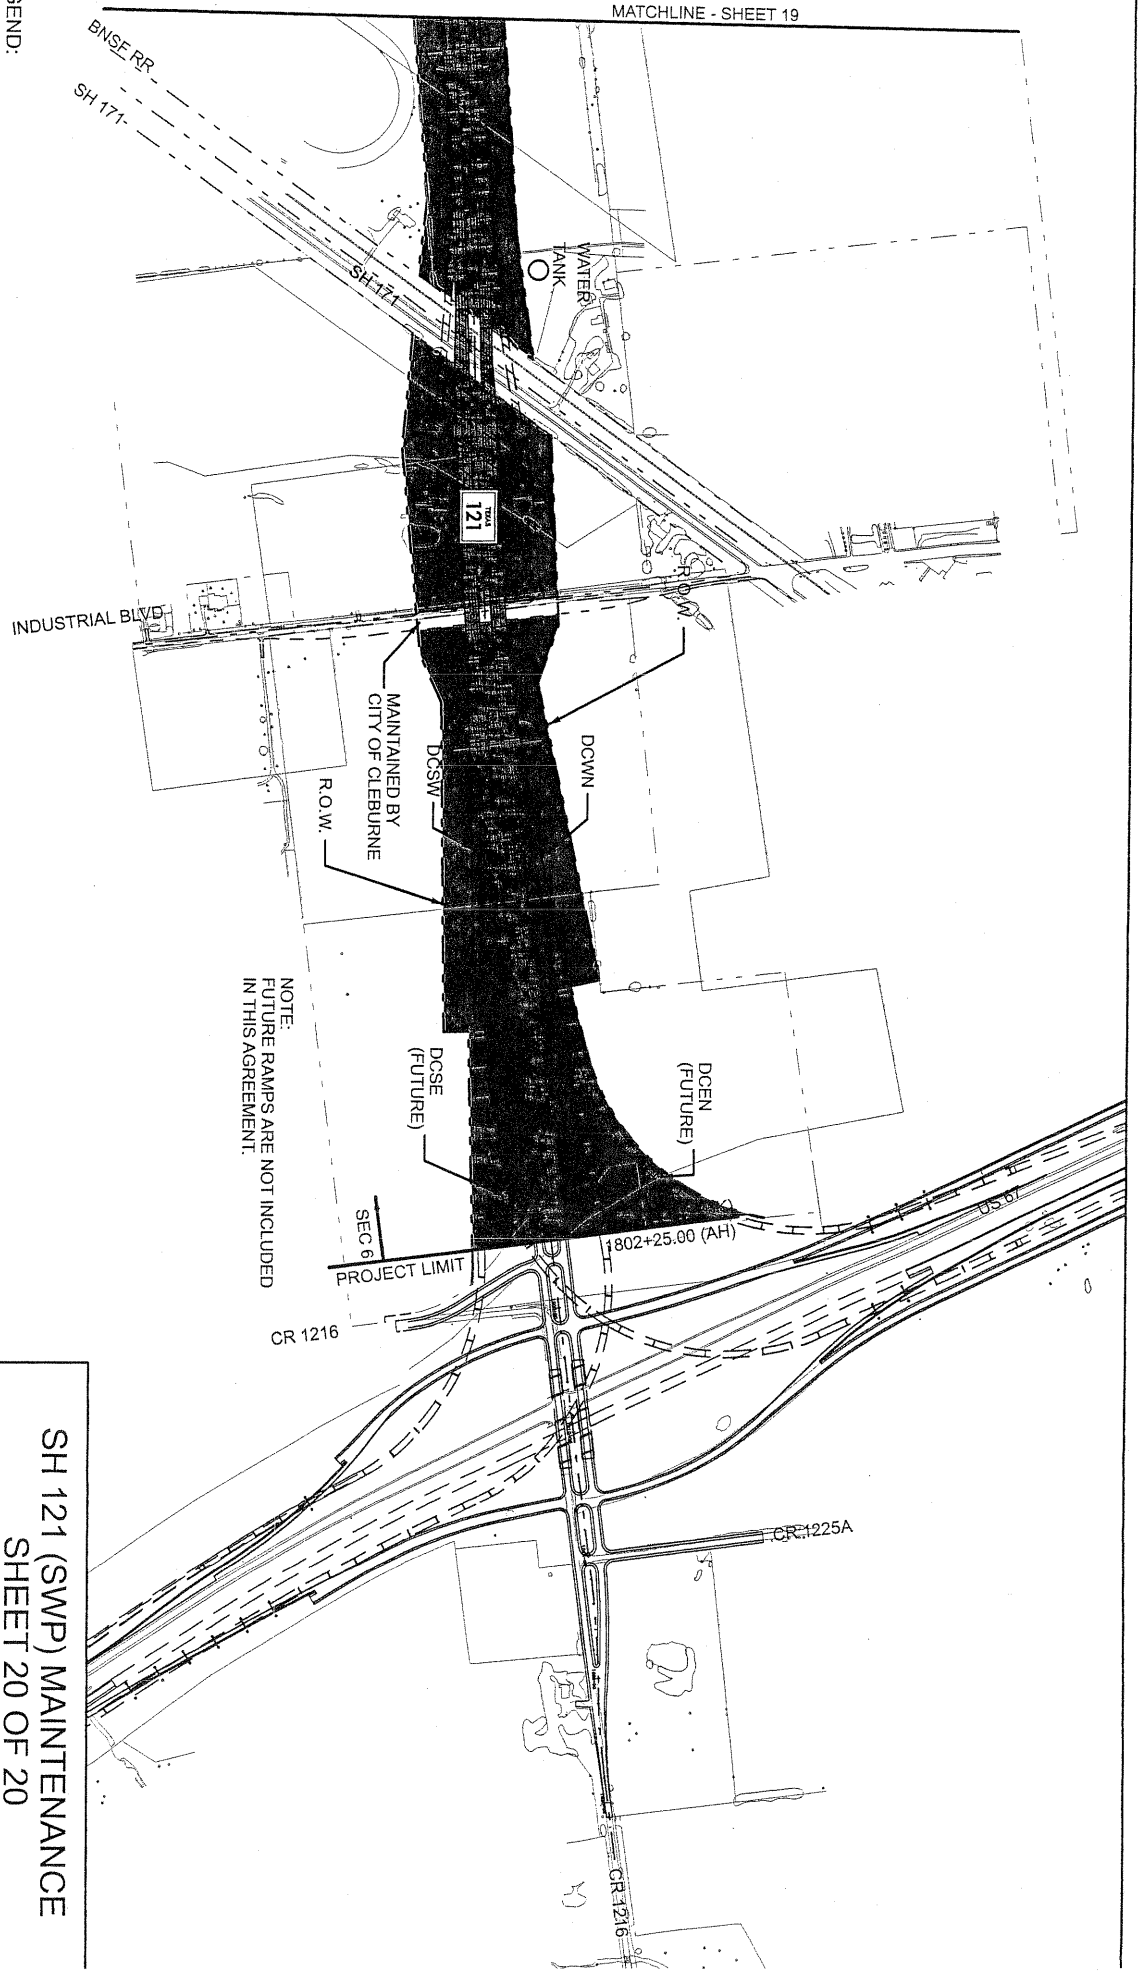 MATCHLINE - SHEET 19
GEND:
BNSF RR
SH 171
SH 171
WATER
TANK
TEXAS
121
R.O.W.
INDUSTRIAL BLVD
MAINTAINED BY
CITY OF CLEBURNE
DCSW
DCWN
R.O.W.
NOTE:
FUTURE RAMPS ARE NOT INCLUDED
IN THIS AGREEMENT.
DCSE
(FUTURE)
DCEN
(FUTURE)
US 67
SEC 6
1802+25.00 (AH)
PROJECT LIMIT
CR 1216
CR 1225A
CR 1216
SH 121 (SWP) MAINTENANCE
SHEET 20 OF 20